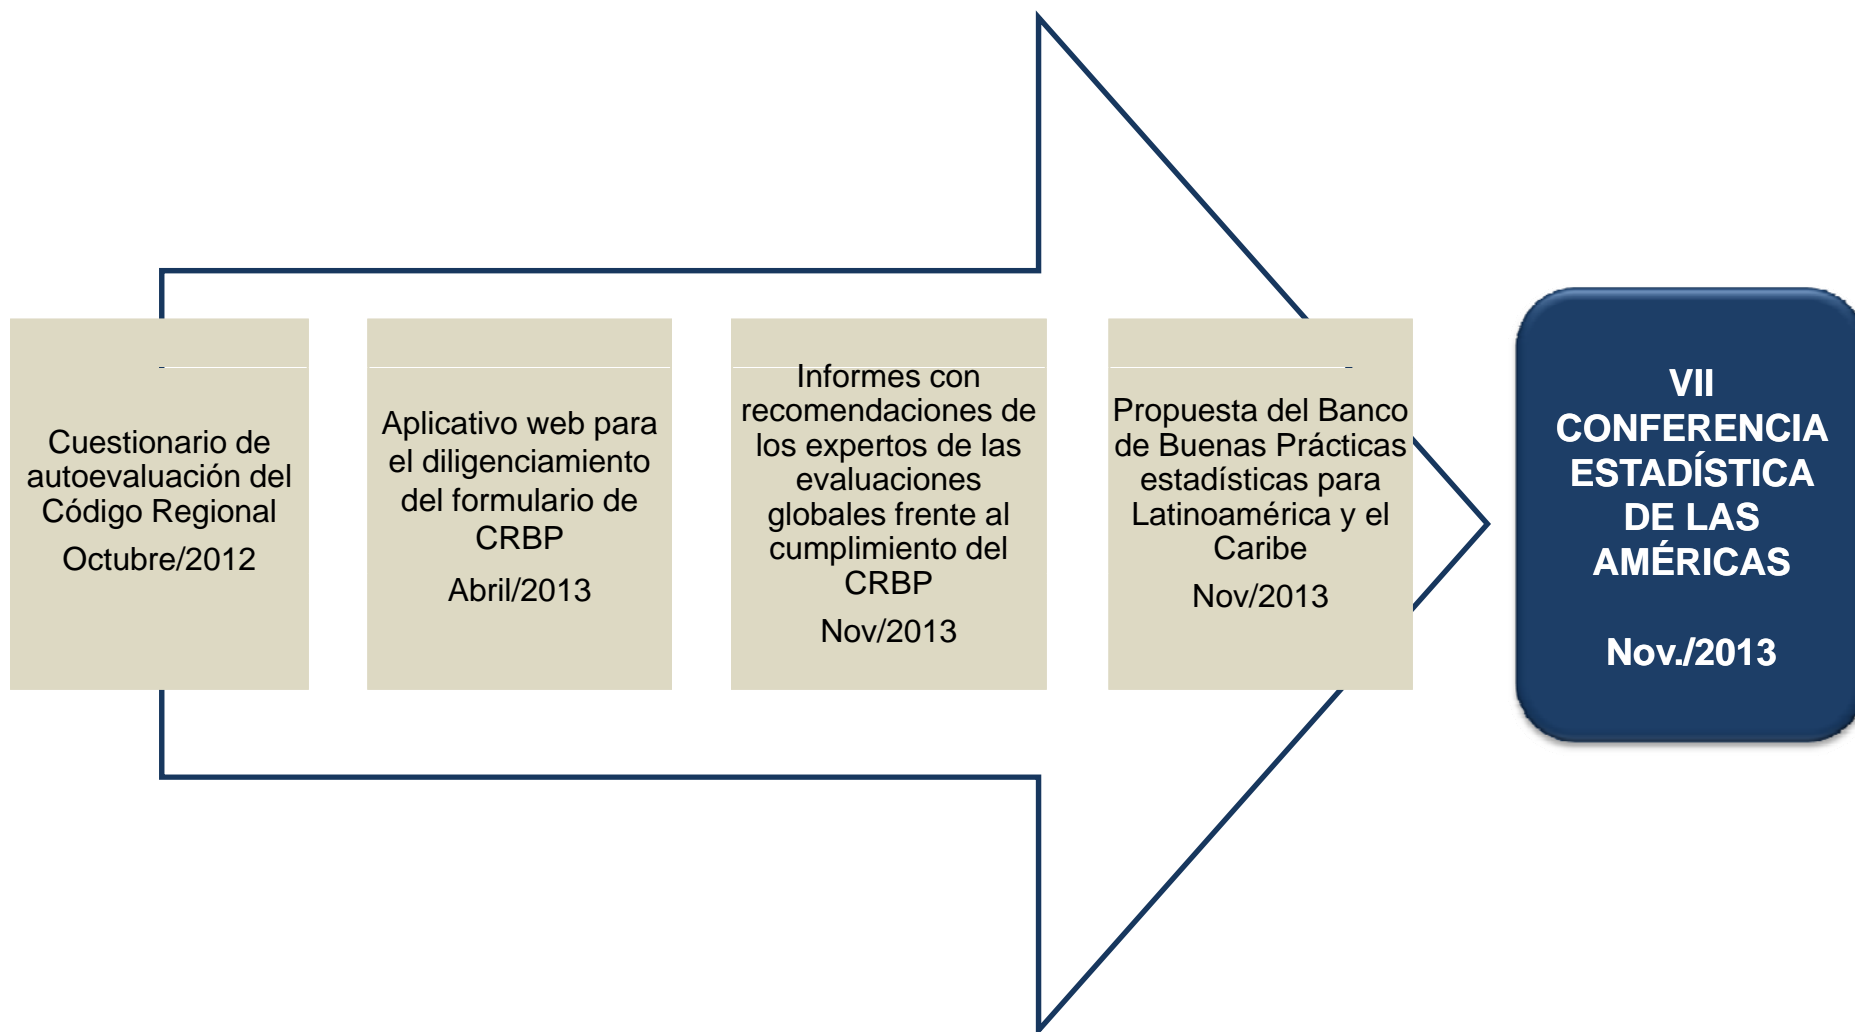 Cuestionario de
autoevaluación del
Código Regional
Octubre/2012
Aplicativo web para
el diligenciamiento
del formulario de
CRBP
Abril/2013
Informes con
recomendaciones de
los expertos de las
evaluaciones
globales frente al
cumplimiento del
CRBP
Nov/2013
Propuesta del Banco
de Buenas Prácticas
estadísticas para
Latinoamérica y el
Caribe
Nov/2013
VII
CONFERENCIA
ESTADÍSTICA
DE LAS
AMÉRICAS
Nov./2013